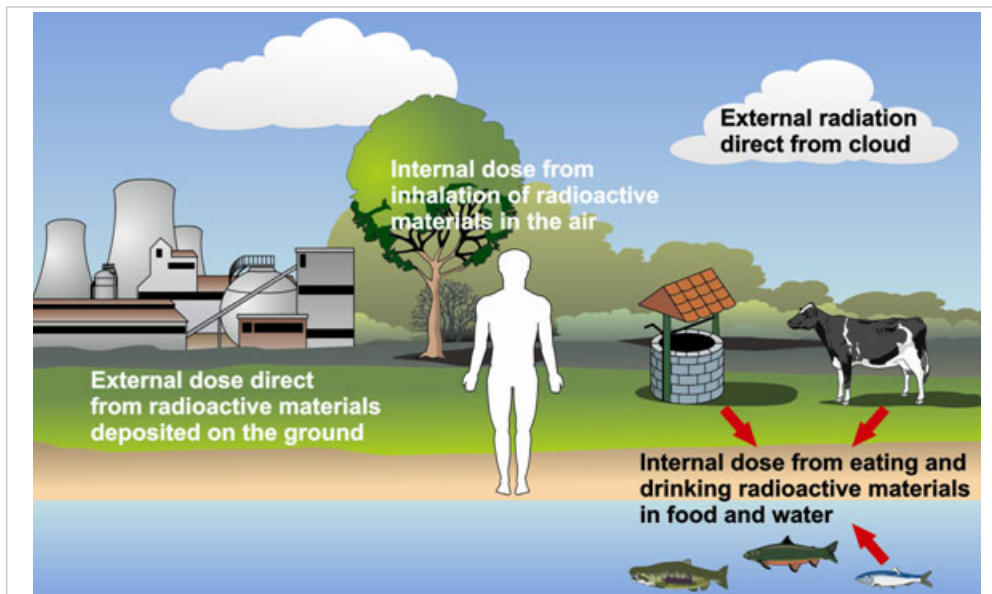 External radiation
direct from cloud
Internal dose from
inhalation of radioactive
materials in the air
External dose direct
from radioactive materials
deposited on the ground
Internal dose from eating and
drinking radioactive materials
in food and water